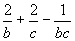 2/b + 2/c − 1/bc